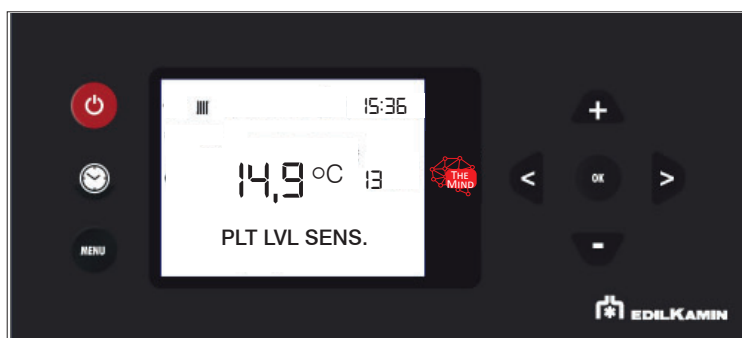 15:36
14,9 °C 13
THE
MIND
PLT LVL SENS.
MENU
OK
+
<
>
-
EDILKAMIN